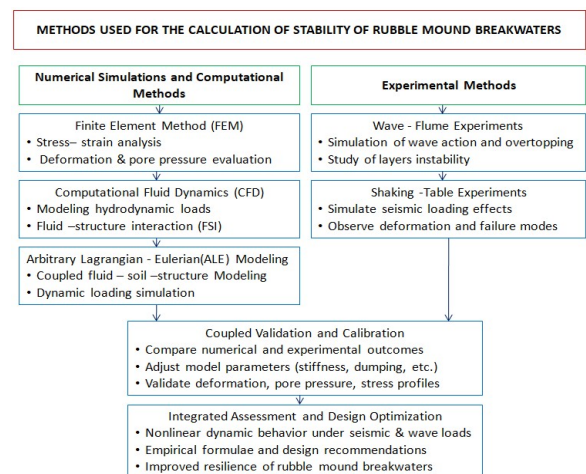 METHODS USED FOR THE CALCULATION OF STABILITY OF RUBBLE MOUND BREAKWATERS
Numerical Simulations and Computational
Methods
Finite Element Method (FEM)
• Stress– strain analysis
• Deformation & pore pressure evaluation
Computational Fluid Dynamics (CFD)
• Modeling hydrodynamic loads
• Fluid –structure interaction (FSI)
Arbitrary Lagrangian - Eulerian(ALE) Modeling
• Coupled fluid – soil –structure Modeling
• Dynamic loading simulation
Experimental Methods
Wave - Flume Experiments
• Simulation of wave action and overtopping
• Study of layers instability
Shaking -Table Experiments
• Simulate seismic loading effects
• Observe deformation and failure modes
Coupled Validation and Calibration
• Compare numerical and experimental outcomes
• Adjust model parameters (stiffness, dumping, etc.)
• Validate deformation, pore pressure, stress profiles
Integrated Assessment and Design Optimization
• Nonlinear dynamic behavior under seismic & wave loads
• Empirical formulae and design recommendations
• Improved resilience of rubble mound breakwaters